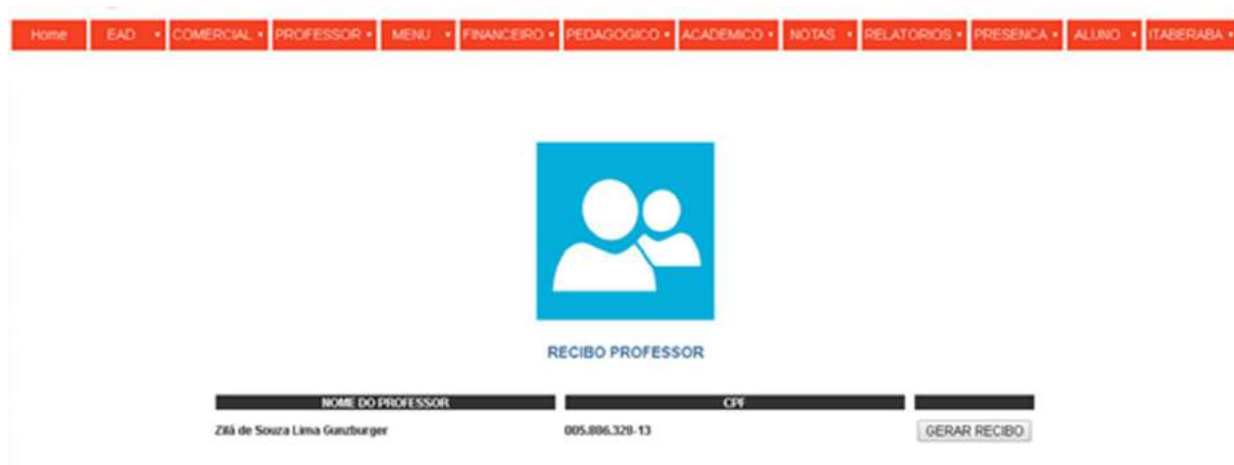 Home EAD COMERCIAL PROFESSOR MENU FINANCEIRO PEDAGOGICO ACADEMICO NOTAS RELATORIOS PRESENCA ALUNO ITABERABA
RECIBO PROFESSOR
NOME DO PROFESSOR CPF
Zilá de Souza Lima Gunzburger 005.886.328-13 GERAR RECIBO